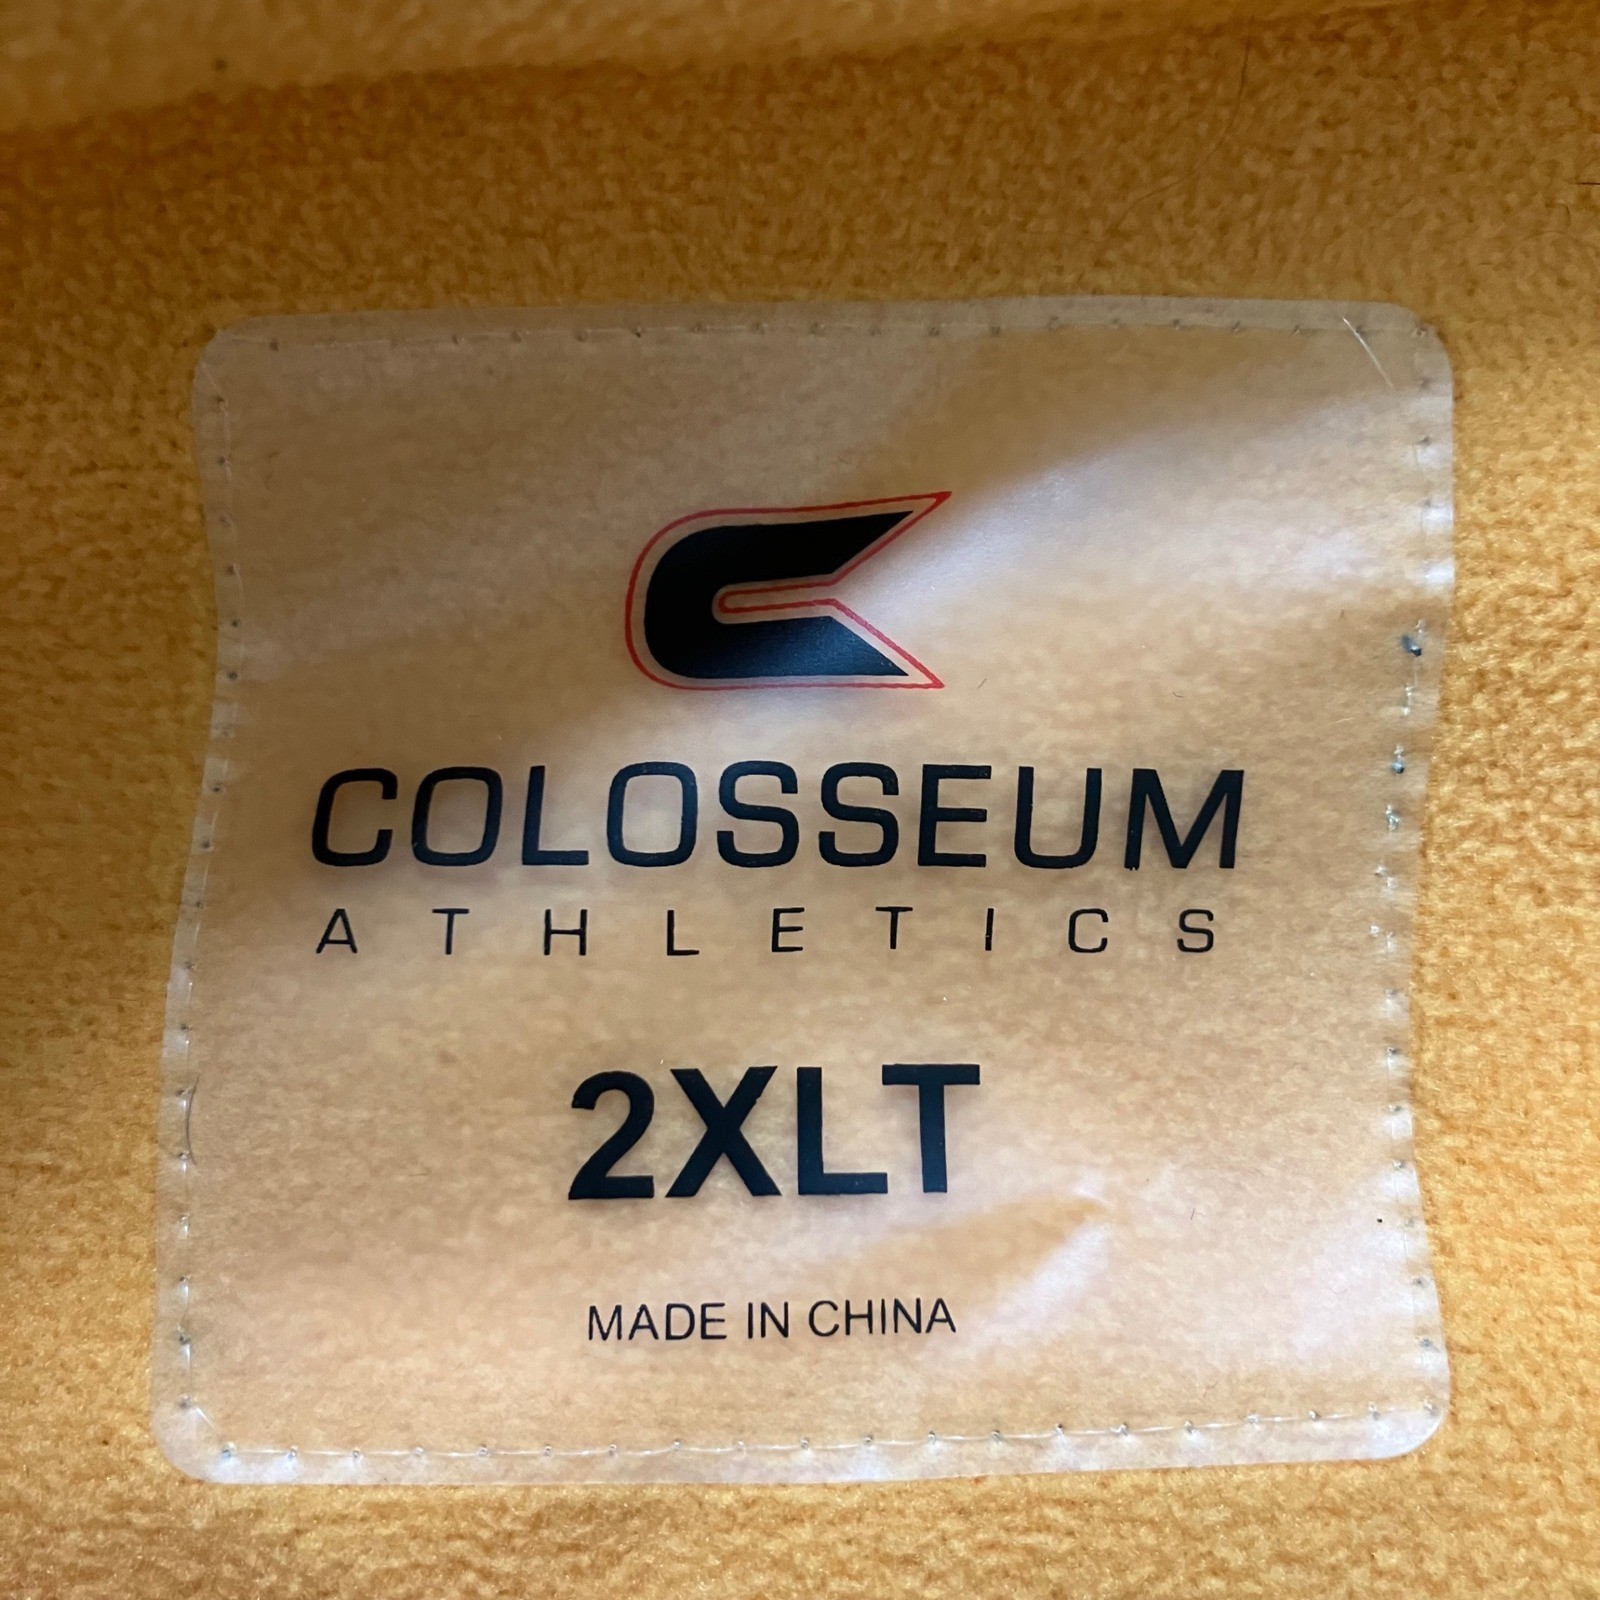 COLOSSEUM
ATHLETICS
2XLT
MADE IN CHINA